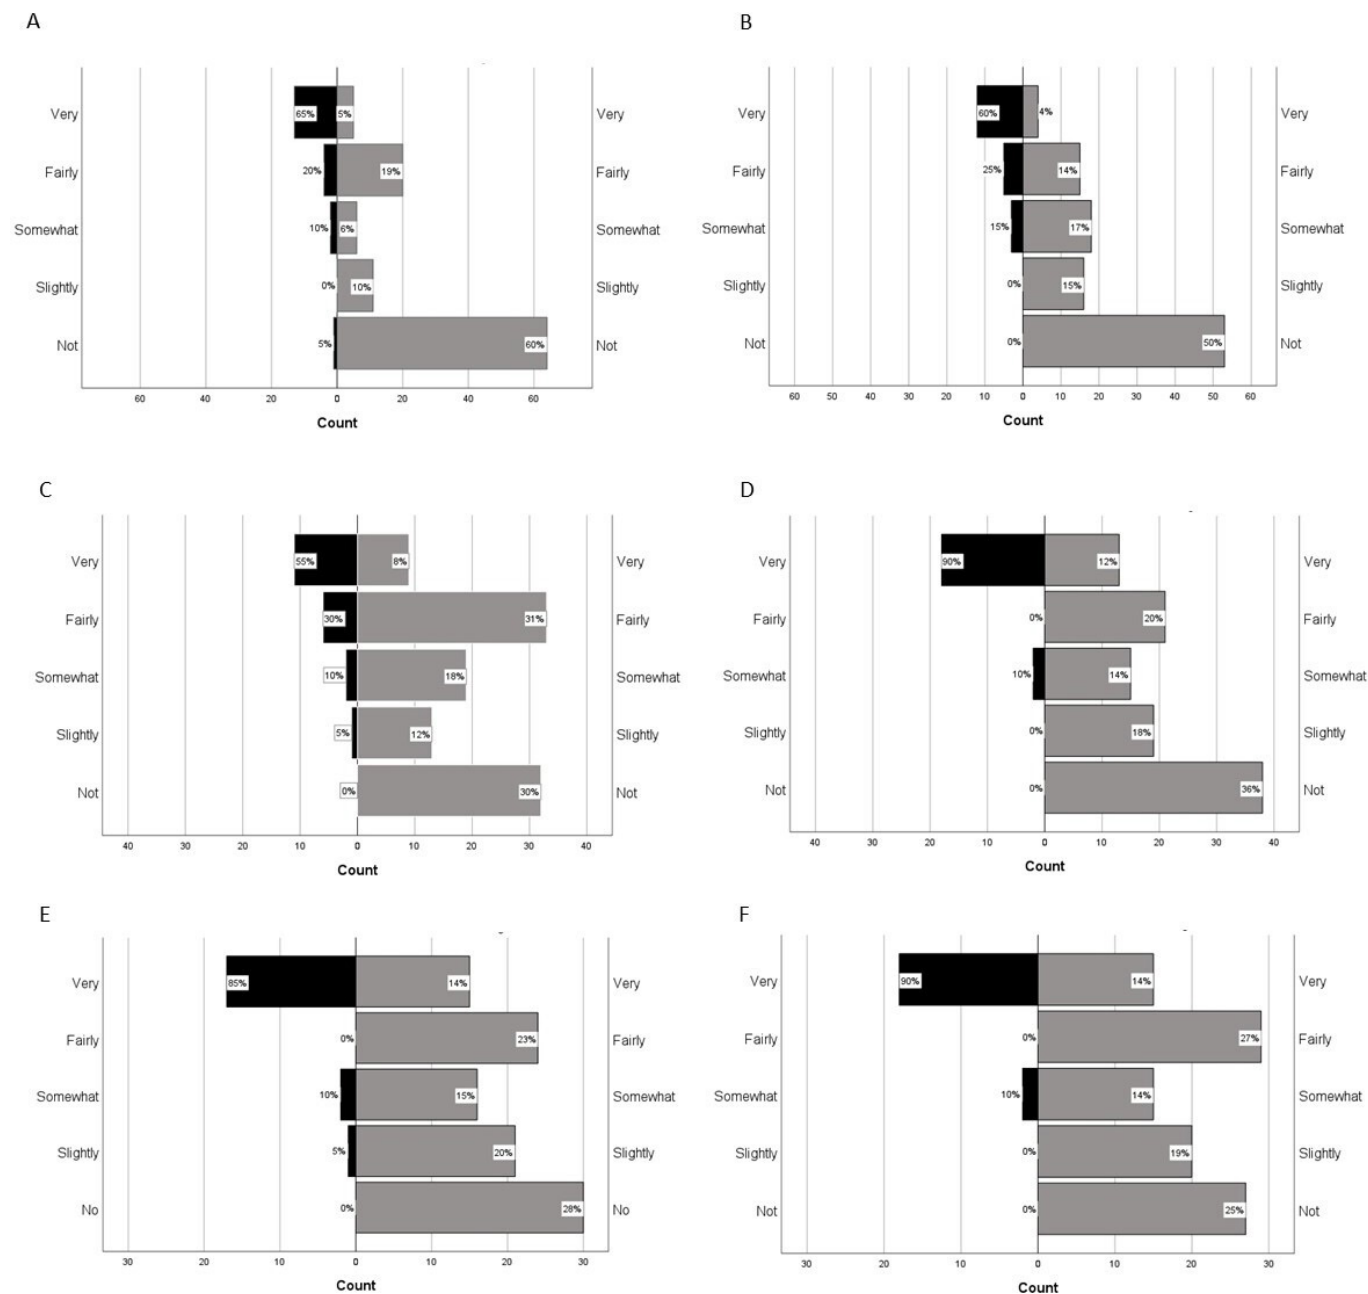 A
Very 65% 5% Very
Fairly 20% 19% Fairly
Somewhat 10% 6% Somewhat
Slightly 0% 10% Slightly
Not 5% 60% Not
60 40 20 0 20 40 60
Count
B
Very 60% 4% Very
Fairly 25% 14% Fairly
Somewhat 15% 17% Somewhat
Slightly 0% 15% Slightly
Not 0% 50% Not
60 50 40 30 20 10 0 10 20 30 40 50 60
Count
C
Very 55% 8% Very
Fairly 30% 31% Fairly
Somewhat 10% 18% Somewhat
Slightly 5% 12% Slightly
Not 0% 30% Not
40 30 20 10 0 10 20 30 40
Count
D
Very 90% 12% Very
Fairly 0% 20% Fairly
Somewhat 10% 14% Somewhat
Slightly 0% 18% Slightly
Not 0% 36% Not
40 30 20 10 0 10 20 30 40
Count
E
Very 85% 14% Very
Fairly 0% 23% Fairly
Somewhat 10% 15% Somewhat
Slightly 5% 20% Slightly
No 0% 28% No
30 20 10 0 10 20 30
Count
F
Very 90% 14% Very
Fairly 0% 27% Fairly
Somewhat 10% 14% Somewhat
Slightly 0% 19% Slightly
Not 0% 25% Not
30 20 10 0 10 20 30
Count